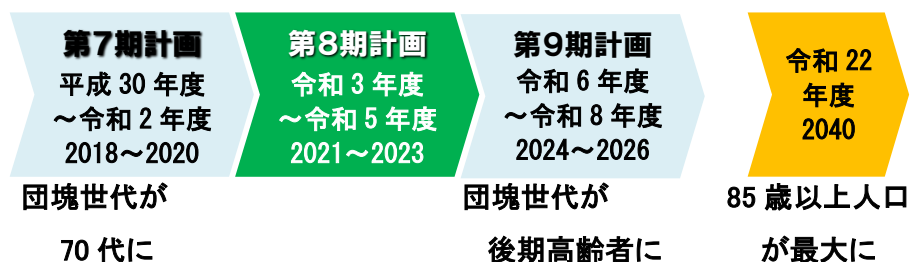 第7期計画
平成 30 年度
～令和 2 年度
2018～2020
第8期計画
令和 3 年度
～令和 5 年度
2021～2023
第9期計画
令和 6 年度
～令和 8 年度
2024～2026
令和 22
年度
2040
団塊世代が
70 代に
団塊世代が
後期高齢者に
85 歳以上人口
が最大に